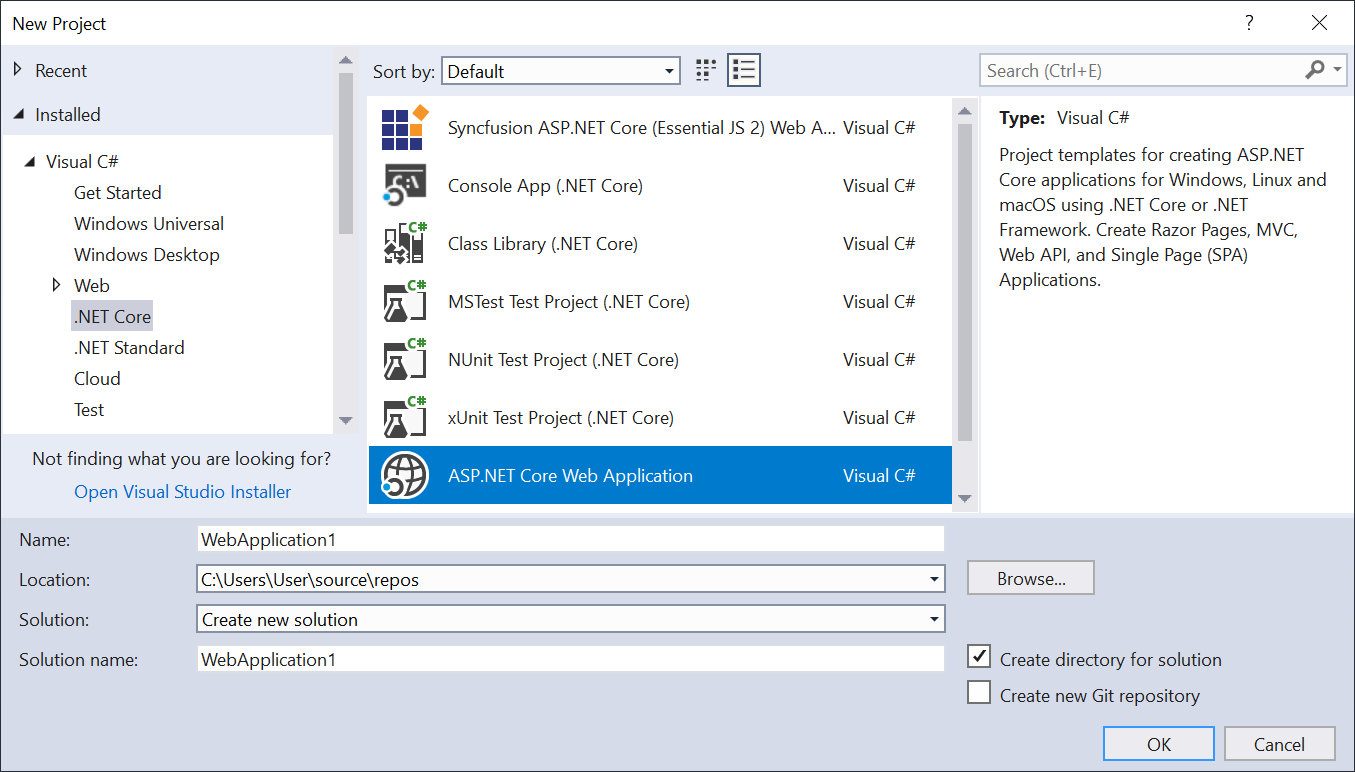 New Project
?
Recent
Installed
Visual C#
Get Started
Windows Universal
Windows Desktop
Web
.NET Core
.NET Standard
Cloud
Test
Not finding what you are looking for?
Open Visual Studio Installer
Sort by: Default
Syncfusion ASP.NET Core (Essential JS 2) Web A... Visual C#
Console App (.NET Core) Visual C#
Class Library (.NET Core) Visual C#
MSTest Test Project (.NET Core) Visual C#
NUnit Test Project (.NET Core) Visual C#
xUnit Test Project (.NET Core) Visual C#
ASP.NET Core Web Application Visual C#
Search (Ctrl+E)
Type: Visual C#
Project templates for creating ASP.NET
Core applications for Windows, Linux and
macOS using .NET Core or .NET
Framework. Create Razor Pages, MVC,
Web API, and Single Page (SPA)
Applications.
Name: WebApplication1
Location: C:\Users\User\source\repos Browse...
Solution: Create new solution
Solution name: WebApplication1
Create directory for solution
Create new Git repository
OK Cancel